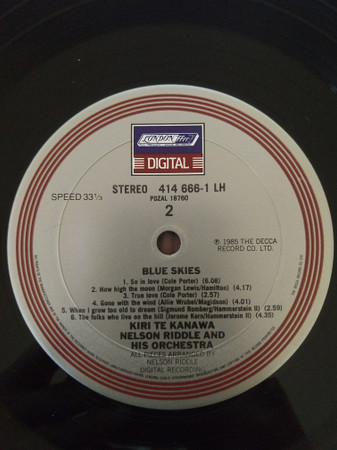 LONDON ffrr
DIGITAL
STEREO 414 666-1 LH
PDZAL 18760
SPEED 33⅓
2
℗ 1985 THE DECCA
RECORD CO. LTD.
BLUE SKIES
1. So in love (Cole Porter) (6.06)
2. How high the moon (Morgan Lewis/Hamilton) (4.17)
3. True love (Cole Porter) (2.57)
4. Gone with the wind (Allie Wrubel/Magidson) (4.01)
5. When I grow too old to dream (Sigmund Romberg/Hammerstein II) (2.59)
6. The folks who live on the hill (Jerome Kern/Hammerstein II) (4.35)
KIRI TE KANAWA
NELSON RIDDLE AND
HIS ORCHESTRA
ALL PIECES ARRANGED BY
NELSON RIDDLE
DIGITAL RECORDING